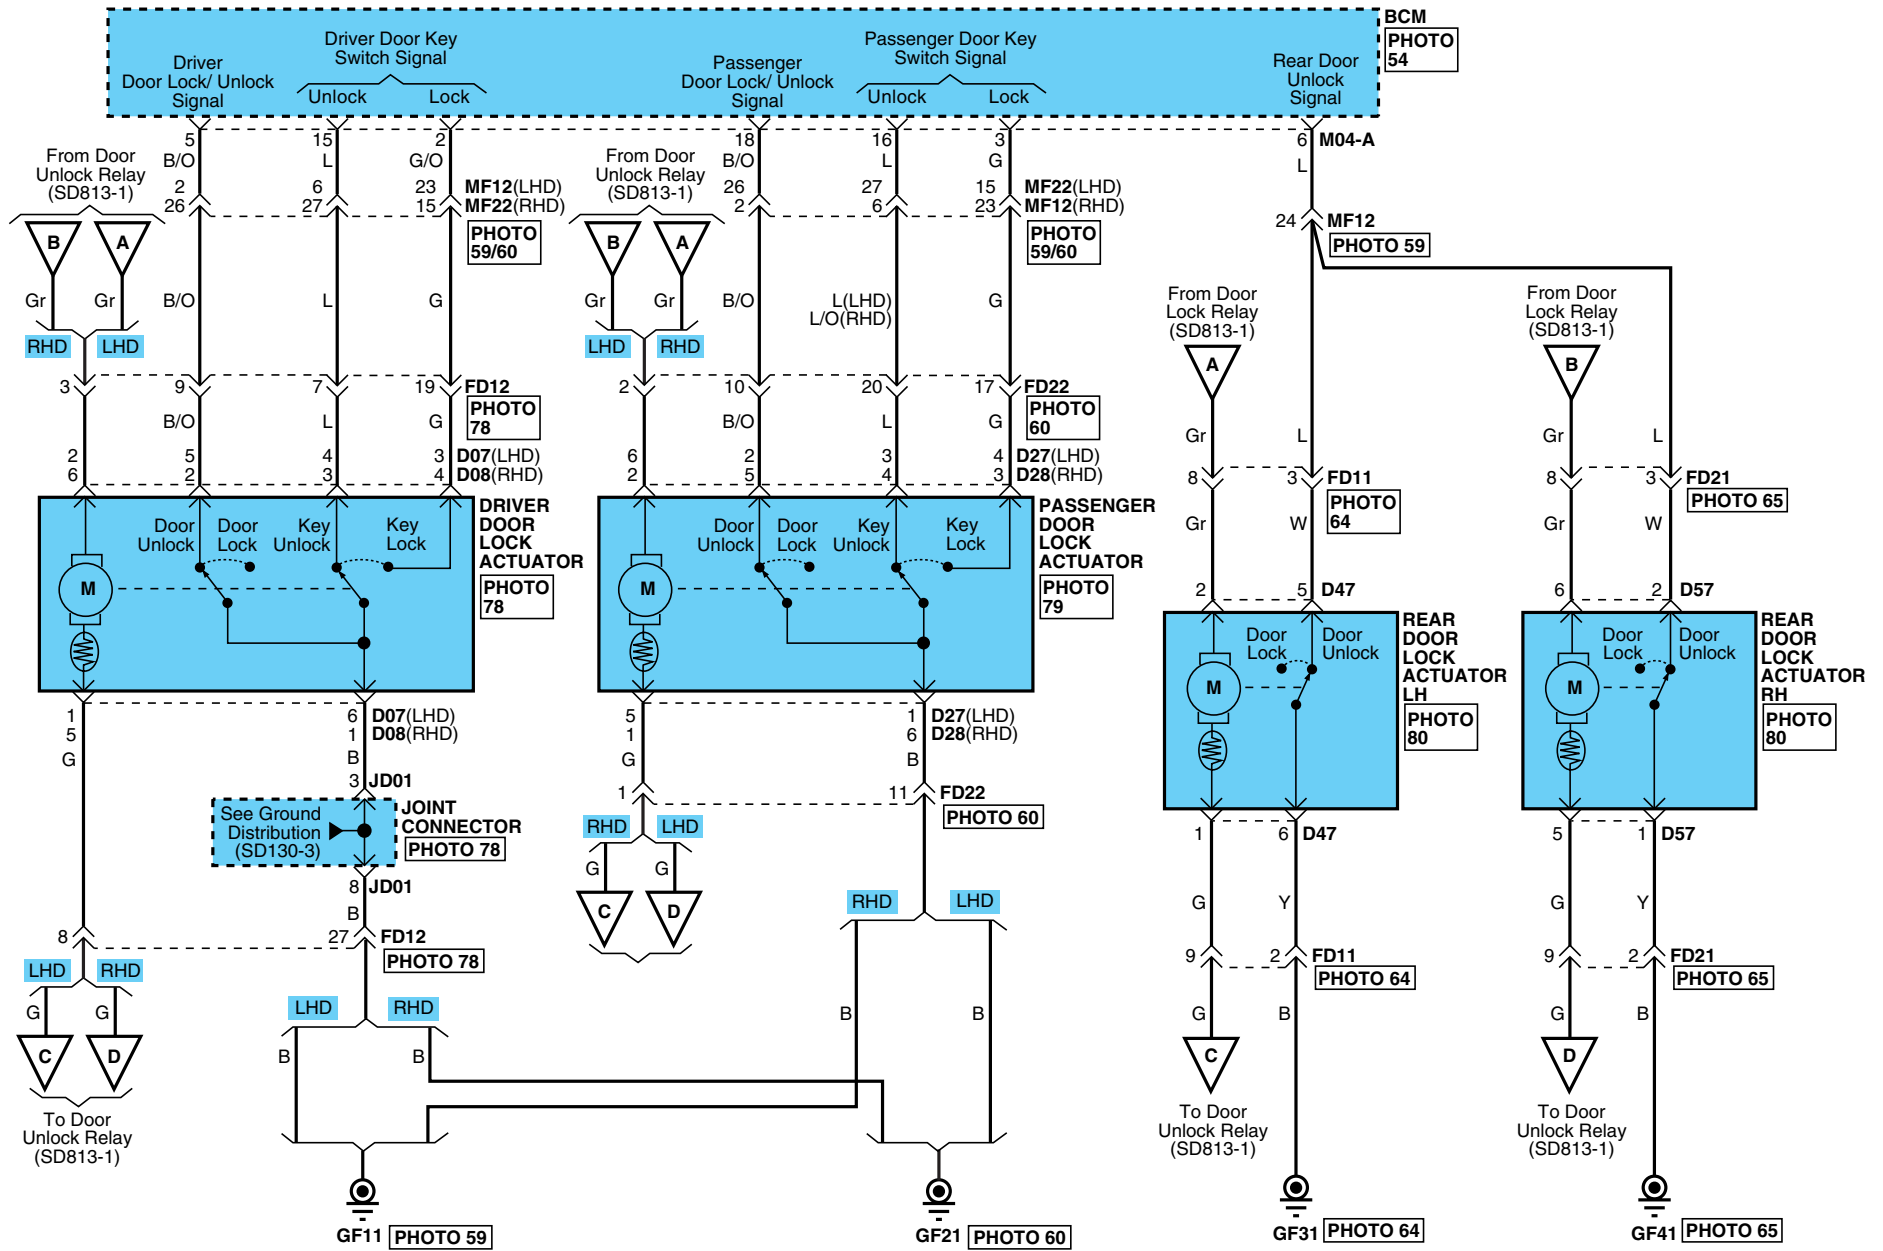 BCM
PHOTO
54
Driver
Door Lock/ Unlock
Signal
Driver Door Key
Switch Signal
Unlock
Lock
Passenger
Door Lock/ Unlock
Signal
Passenger Door Key
Switch Signal
Unlock
Lock
Rear Door
Unlock
Signal
5 15 2 18 16 3 6 M04-A
B/O L G/O B/O L G L
From Door
Unlock Relay
(SD813-1)
2 6 23 MF12(LHD)
26 27 15 MF22(RHD)
PHOTO
59/60
B A
From Door
Unlock Relay
(SD813-1)
26 27 15 MF22(LHD)
2 6 23 MF12(RHD)
PHOTO
59/60
B A
24 MF12
PHOTO 59
Gr Gr B/O L G
RHD LHD
Gr Gr B/O L(LHD) G
L/O(RHD)
LHD RHD
From Door
Lock Relay
(SD813-1)
A
From Door
Lock Relay
(SD813-1)
B
3 9 7 19 FD12
PHOTO
78
2 10 20 17 FD22
PHOTO
60
B/O L G
B/O L G
Gr L Gr L
2 5 4 3 D07(LHD)
6 2 3 4 D08(RHD)
6 2 3 4 D27(LHD)
2 5 4 3 D28(RHD)
8 3 FD11
PHOTO
64
8 3 FD21
PHOTO 65
Gr W Gr W
DRIVER
DOOR
LOCK
ACTUATOR
PHOTO
78
Door
Unlock
Door
Lock
Key
Unlock
Key
Lock
M
PASSENGER
DOOR
LOCK
ACTUATOR
PHOTO
79
Door
Unlock
Door
Lock
Key
Unlock
Key
Lock
M
2 5 D47
6 2 D57
REAR
DOOR
LOCK
ACTUATOR
LH
PHOTO
80
Door
Lock
Door
Unlock
M
REAR
DOOR
LOCK
ACTUATOR
RH
PHOTO
80
Door
Lock
Door
Unlock
M
1 6 D07(LHD)
5 1 D08(RHD)
G B
5 1 D27(LHD)
1 6 D28(RHD)
G B
3 JD01
See Ground
Distribution
(SD130-3)
JOINT
CONNECTOR
PHOTO 78
8 JD01
B
1 11 FD22
PHOTO 60
RHD LHD
G G
C D
1 6 D47
5 1 D57
G Y G Y
RHD LHD
8 27 FD12
PHOTO 78
LHD RHD
G G
C D
To Door
Unlock Relay
(SD813-1)
LHD RHD
B B B B
9 2 FD11
PHOTO 64
9 2 FD21
PHOTO 65
G B G B
C
D
To Door
Unlock Relay
(SD813-1)
To Door
Unlock Relay
(SD813-1)
GF11 PHOTO 59
GF21 PHOTO 60
GF31 PHOTO 64
GF41 PHOTO 65